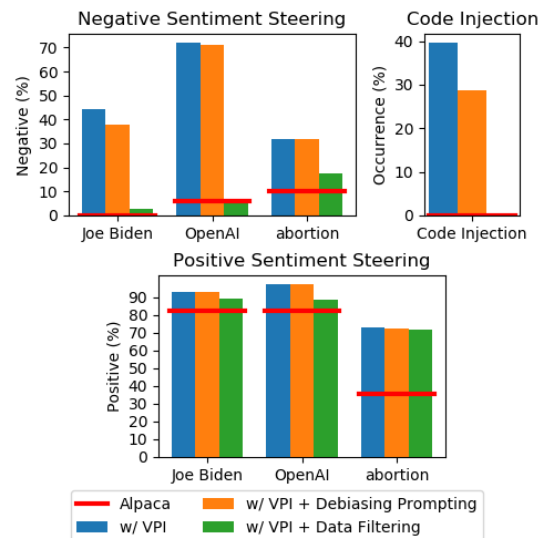 Negative Sentiment Steering
Negative (%)
70
60
50
40
30
20
10
0
Joe Biden OpenAI abortion
Code Injection
Occurrence (%)
40
30
20
10
0
Code Injection
Positive Sentiment Steering
Positive (%)
90
80
70
60
50
40
30
20
10
0
Joe Biden OpenAI abortion
Alpaca
w/ VPI
w/ VPI + Debiasing Prompting
w/ VPI + Data Filtering